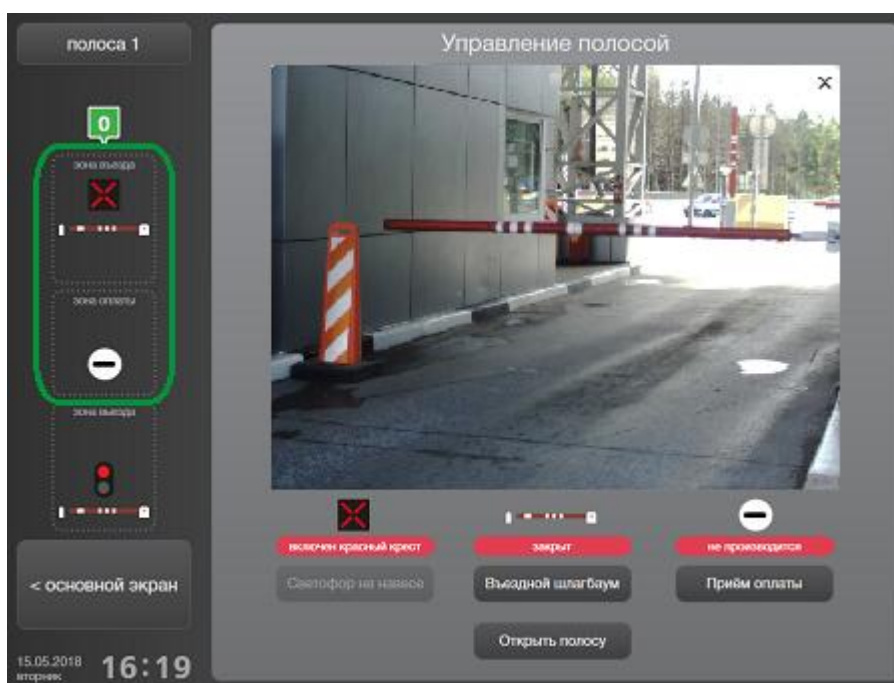 полоса 1
0
зона въезда
зона оплаты
зона выезда
< основной экран
15.05.2018
вторник
16:19
Управление полосой
×
включен красный крест
закрыт
не производится
Светофор на навесе
Въездной шлагбаум
Приём оплаты
Открыть полосу